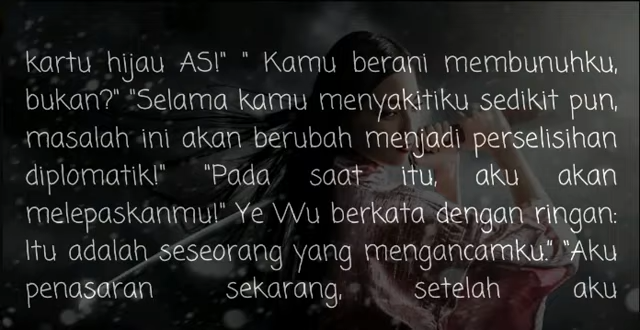 kartu hijau AS!" " Kamu berani membunuhku,
bukan?" "Selama kamu menyakitiku sedikit pun,
masalah ini akan berubah menjadi perselisihan
diplomatik!" "Pada saat itu, aku akan
melepaskanmu!" Ye Wu berkata dengan ringan:
Itu adalah seseorang yang mengancamku." "Aku
penasaran sekarang, setelah aku